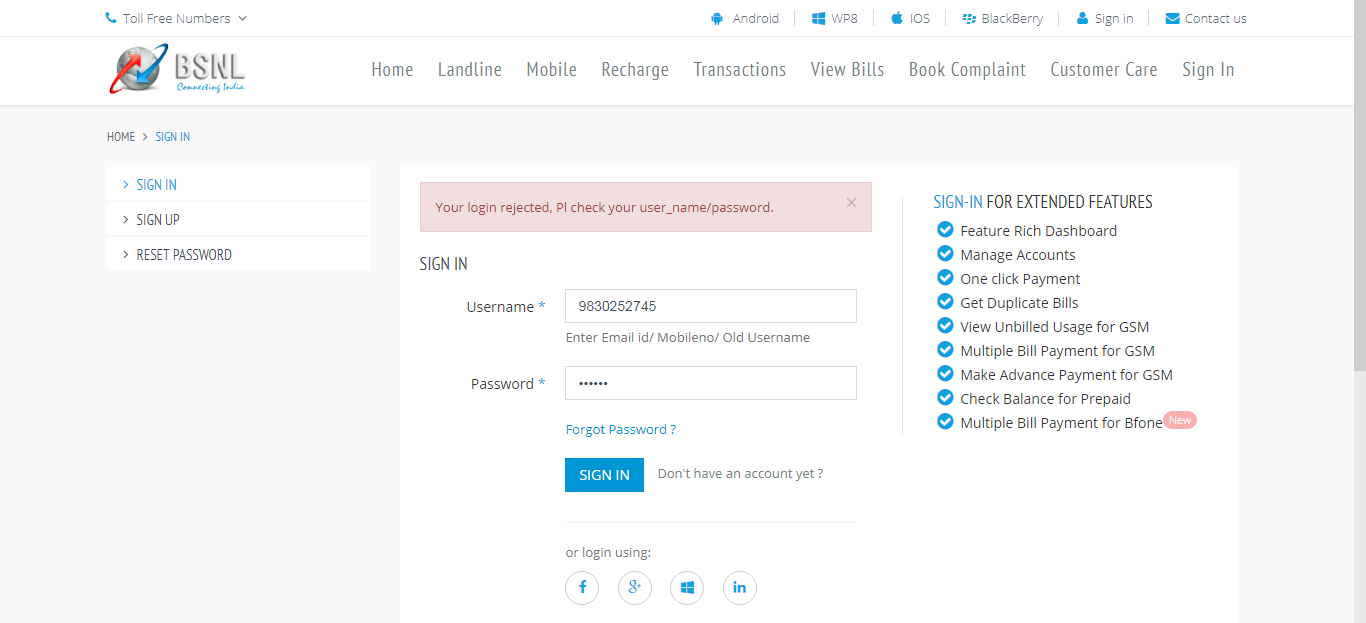 Toll Free Numbers
Android
WP8
IOS
BlackBerry
Sign in
Contact us
BSNL
Connecting India
Home
Landline
Mobile
Recharge
Transactions
View Bills
Book Complaint
Customer Care
Sign In
HOME > SIGN IN
> SIGN IN
> SIGN UP
> RESET PASSWORD
Your login rejected, Pl check your user_name/password. ×
SIGN IN
Username * 9830252745
Enter Email id/ Mobileno/ Old Username
Password * ••••••
Forgot Password ?
SIGN IN Don't have an account yet ?
or login using:
f
g+
in
SIGN-IN FOR EXTENDED FEATURES
Feature Rich Dashboard
Manage Accounts
One click Payment
Get Duplicate Bills
View Unbilled Usage for GSM
Multiple Bill Payment for GSM
Make Advance Payment for GSM
Check Balance for Prepaid
Multiple Bill Payment for Bfone New